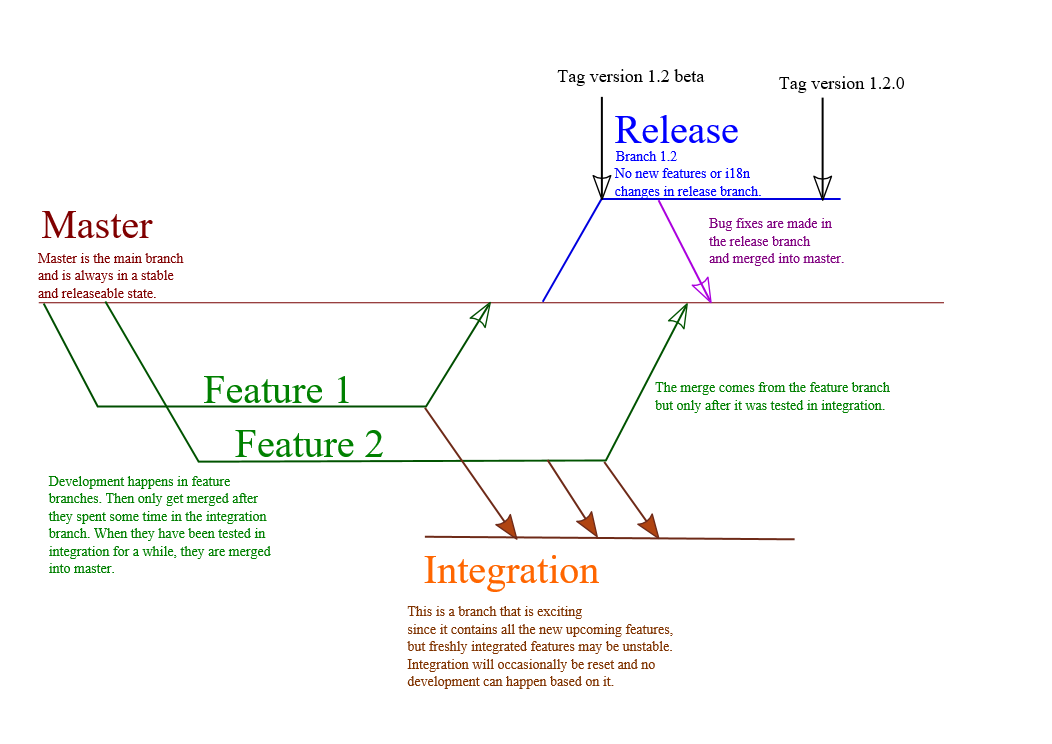 Tag version 1.2 beta
Tag version 1.2.0
Release
Branch 1.2
No new features or i18n
changes in release branch.
Master
Master is the main branch
and is always in a stable
and releaseable state.
Bug fixes are made in
the release branch
and merged into master.
Feature 1
The merge comes from the feature branch
but only after it was tested in integration.
Feature 2
Development happens in feature
branches. Then only get merged after
they spent some time in the integration
branch. When they have been tested in
integration for a while, they are merged
into master.
Integration
This is a branch that is exciting
since it contains all the new upcoming features,
but freshly integrated features may be unstable.
Integration will occasionally be reset and no
development can happen based on it.